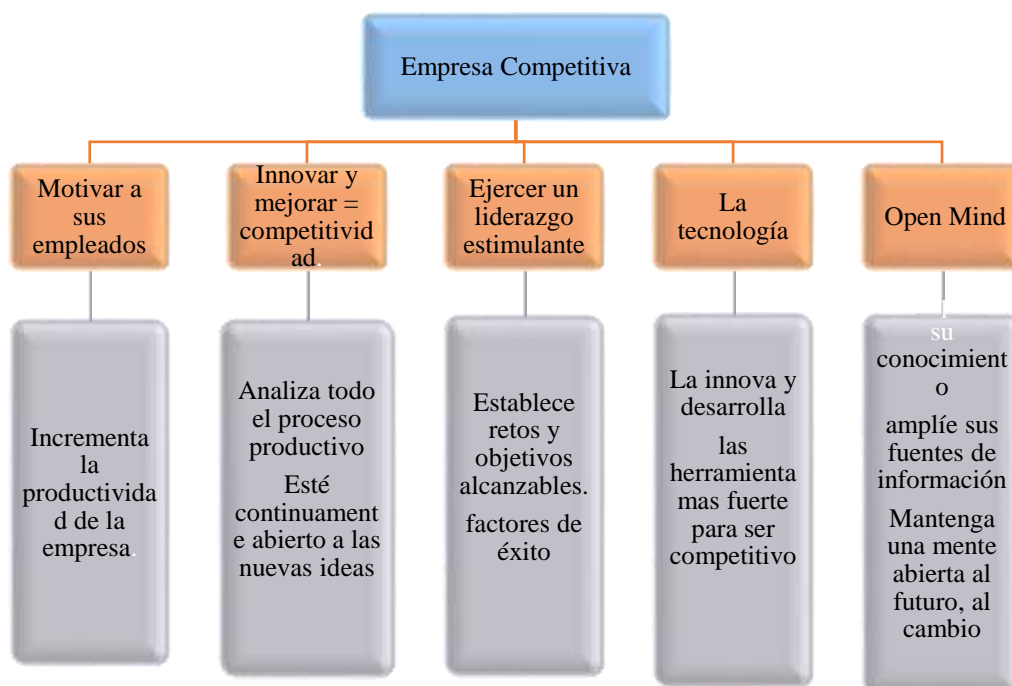 Empresa Competitiva
Motivar a
sus
empleados
Innovar y
mejorar =
competitivid
ad.
Ejercer un
liderazgo
estimulante
La
tecnología
Open Mind
Incrementa
la
productivida
d de la
empresa.
Analiza todo
el proceso
productivo
Esté
continuament
e abierto a las
nuevas ideas
Establece
retos y
objetivos
alcanzables.
factores de
éxito
La innova y
desarrolla
las
herramienta
mas fuerte
para ser
competitivo
su
conocimient
o
amplíe sus
fuentes de
información
Mantenga
una mente
abierta al
futuro, al
cambio